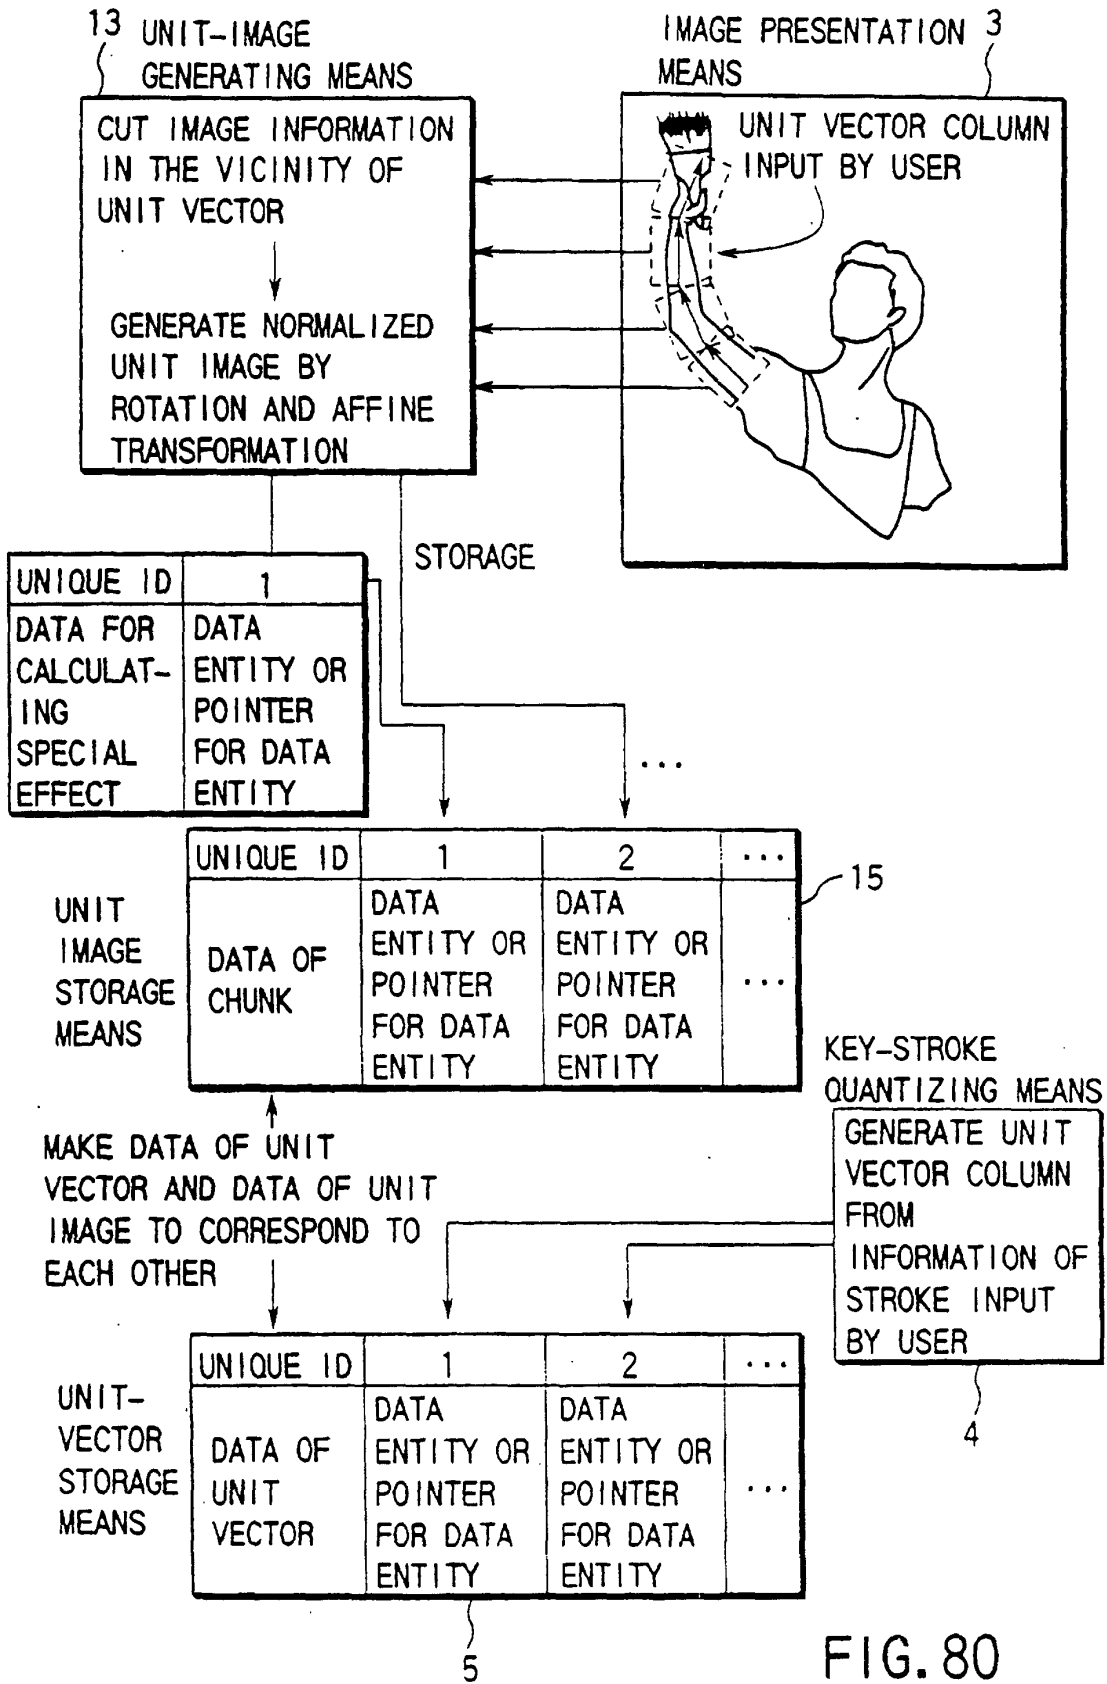 13
UNIT-IMAGE
GENERATING MEANS
IMAGE PRESENTATION
MEANS
3
CUT IMAGE INFORMATION
IN THE VICINITY OF
UNIT VECTOR
GENERATE NORMALIZED
UNIT IMAGE BY
ROTATION AND AFFINE
TRANSFORMATION
UNIT VECTOR COLUMN
INPUT BY USER
STORAGE
UNIQUE ID
1
DATA FOR
CALCULAT-
ING
SPECIAL
EFFECT
DATA
ENTITY OR
POINTER
FOR DATA
ENTITY
...
UNIT
IMAGE
STORAGE
MEANS
UNIQUE ID
1
2
...
DATA OF
CHUNK
DATA
ENTITY OR
POINTER
FOR DATA
ENTITY
DATA
ENTITY OR
POINTER
FOR DATA
ENTITY
...
15
KEY-STROKE
QUANTIZING MEANS
GENERATE UNIT
VECTOR COLUMN
FROM
INFORMATION OF
STROKE INPUT
BY USER
4
MAKE DATA OF UNIT
VECTOR AND DATA OF UNIT
IMAGE TO CORRESPOND TO
EACH OTHER
UNIT-
VECTOR
STORAGE
MEANS
UNIQUE ID
1
2
...
DATA OF
UNIT
VECTOR
DATA
ENTITY OR
POINTER
FOR DATA
ENTITY
DATA
ENTITY OR
POINTER
FOR DATA
ENTITY
...
5
FIG. 80